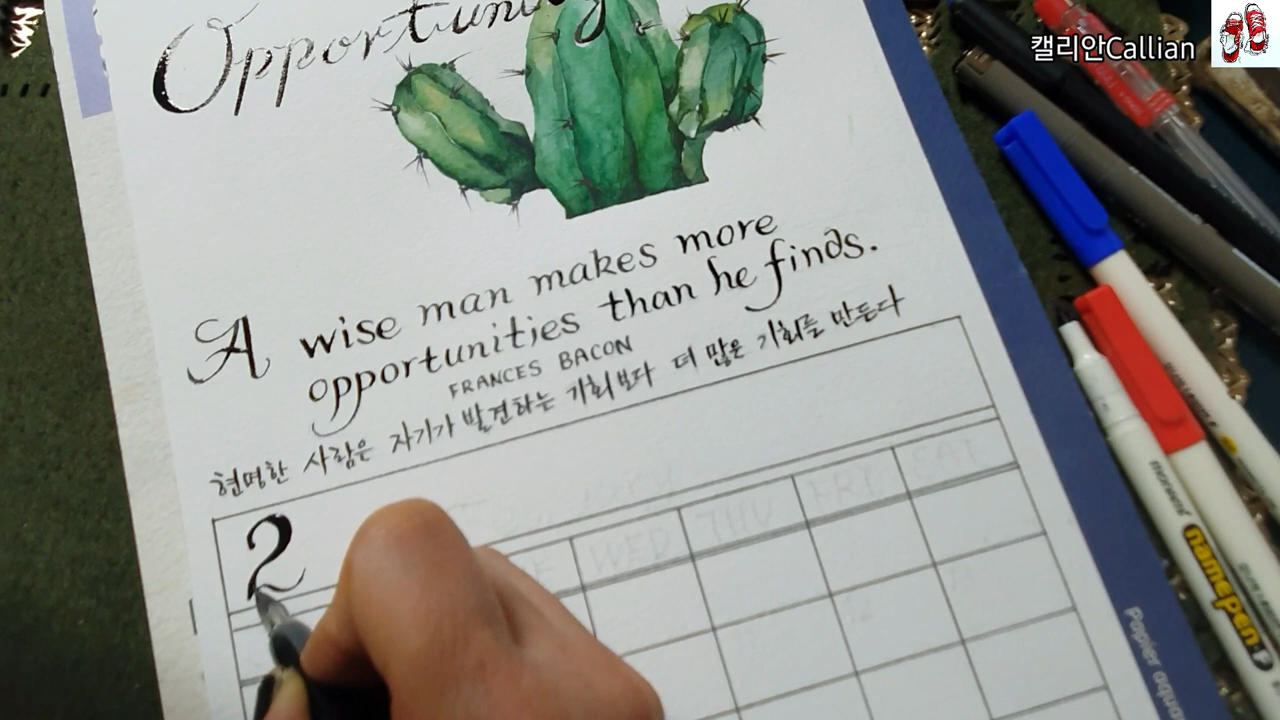 캘리안Callian
Opportunity
A wise man makes more
opportunities than he finds.
FRANCES BACON
현명한 사람은 자기가 발견하는 기회보다 더 많은 기회를 만든다
2
WED THU FRI SAT
namepen-F